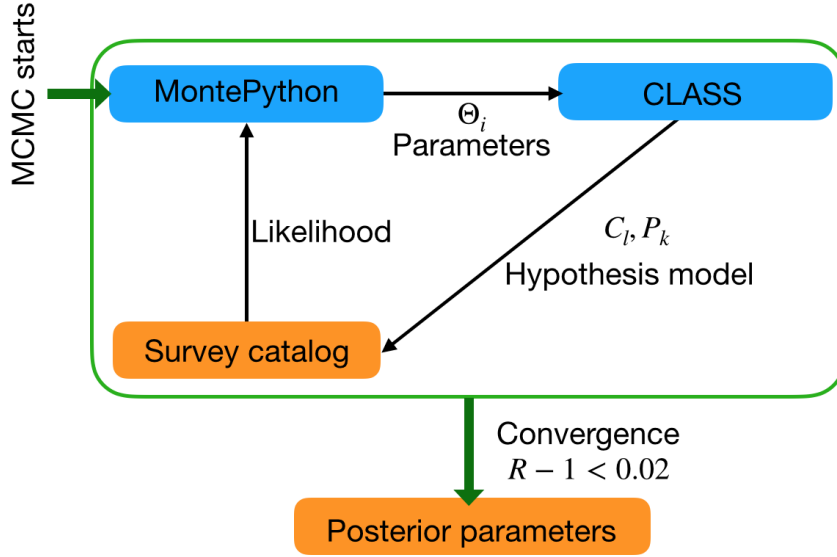 MCMC starts
MontePython
CLASS
Θᵢ
Parameters
Likelihood
Cₗ, Pₖ
Hypothesis model
Survey catalog
Convergence
R − 1 < 0.02
Posterior parameters